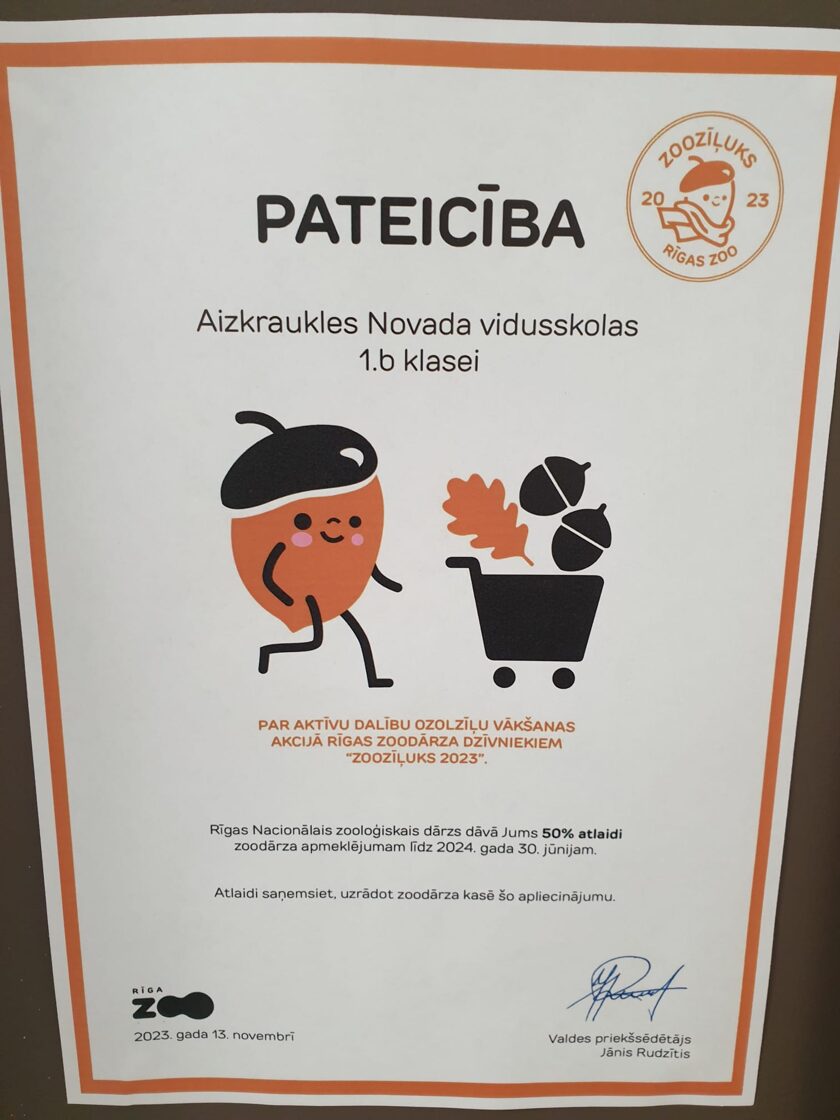 ZOOZĪĻUKS
20 23
RĪGAS ZOO
PATEICĪBA
Aizkraukles Novada vidusskolas
1.b klasei
PAR AKTĪVU DALĪBU OZOLZĪĻU VĀKŠANAS
AKCIJĀ RĪGAS ZOODĀRZA DZĪVNIEKIEM
“ZOOZĪĻUKS 2023”.
Rīgas Nacionālais zooloģiskais dārzs dāvā Jums 50% atlaidi
zoodārza apmeklējumam līdz 2024. gada 30. jūnijam.
Atlaidi saņemsiet, uzrādot zoodārza kasē šo apliecinājumu.
RĪGA
ZOO
2023. gada 13. novembrī
Valdes priekšsēdētājs
Jānis Rudzītis